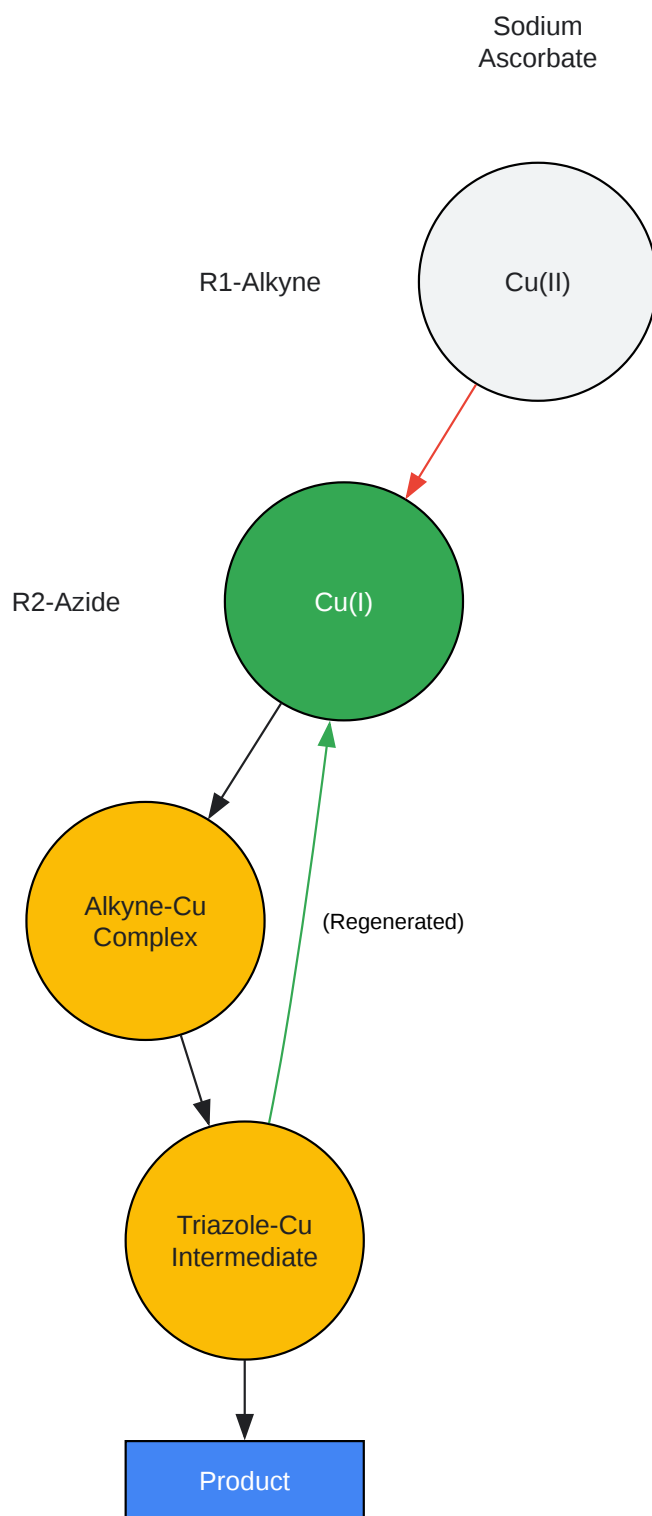 Sodium
Ascorbate
R1-Alkyne
Cu(II)
R2-Azide
Cu(I)
Alkyne-Cu
Complex
(Regenerated)
Triazole-Cu
Intermediate
Product